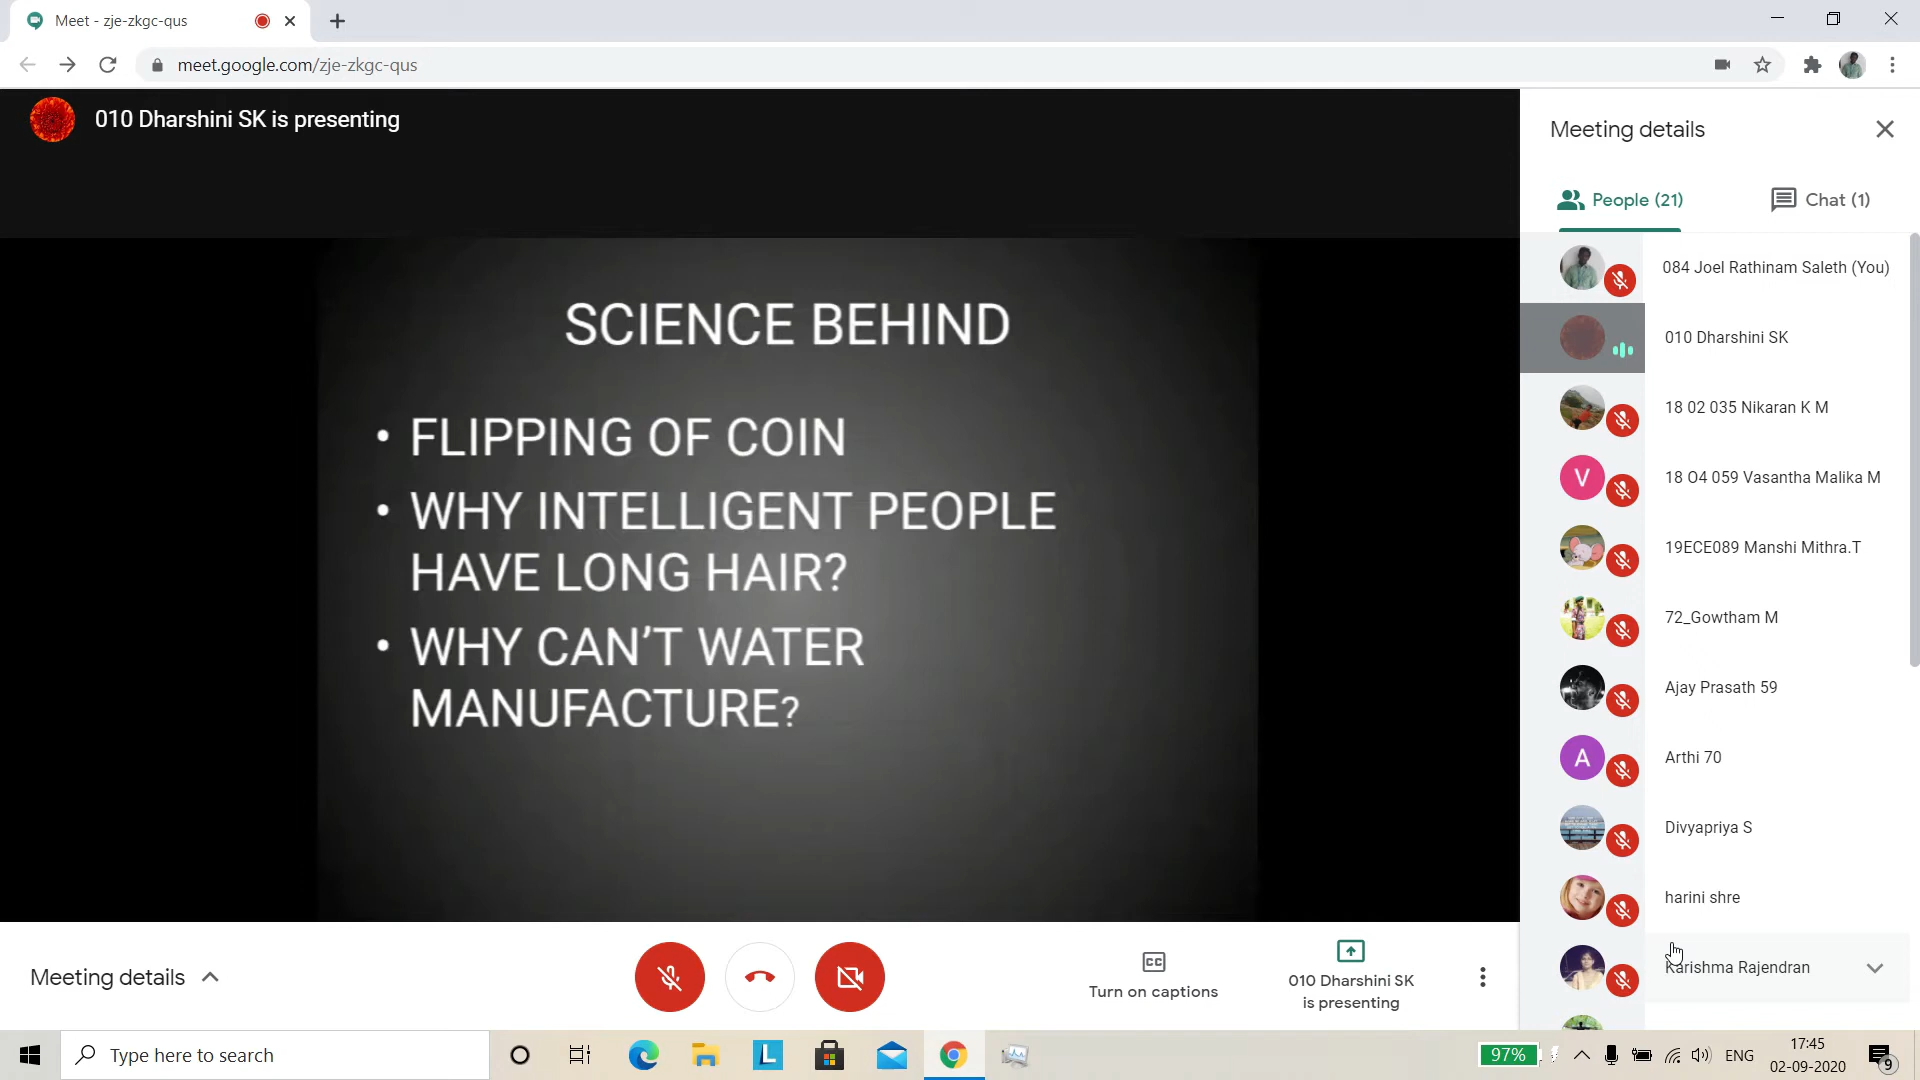 Meet - zje-zkgc-qus
meet.google.com/zje-zkgc-qus
010 Dharshini SK is presenting
Meeting details
People (21)
Chat (1)
SCIENCE BEHIND
• FLIPPING OF COIN
• WHY INTELLIGENT PEOPLE
HAVE LONG HAIR?
• WHY CAN’T WATER
MANUFACTURE?
084 Joel Rathinam Saleth (You)
010 Dharshini SK
18 02 035 Nikaran K M
V
18 O4 059 Vasantha Malika M
19ECE089 Manshi Mithra.T
72_Gowtham M
Ajay Prasath 59
A
Arthi 70
Divyapriya S
harini shre
Karishma Rajendran
Meeting details
CC
Turn on captions
010 Dharshini SK
is presenting
Type here to search
L
97%
ENG
17:45
02-09-2020
9